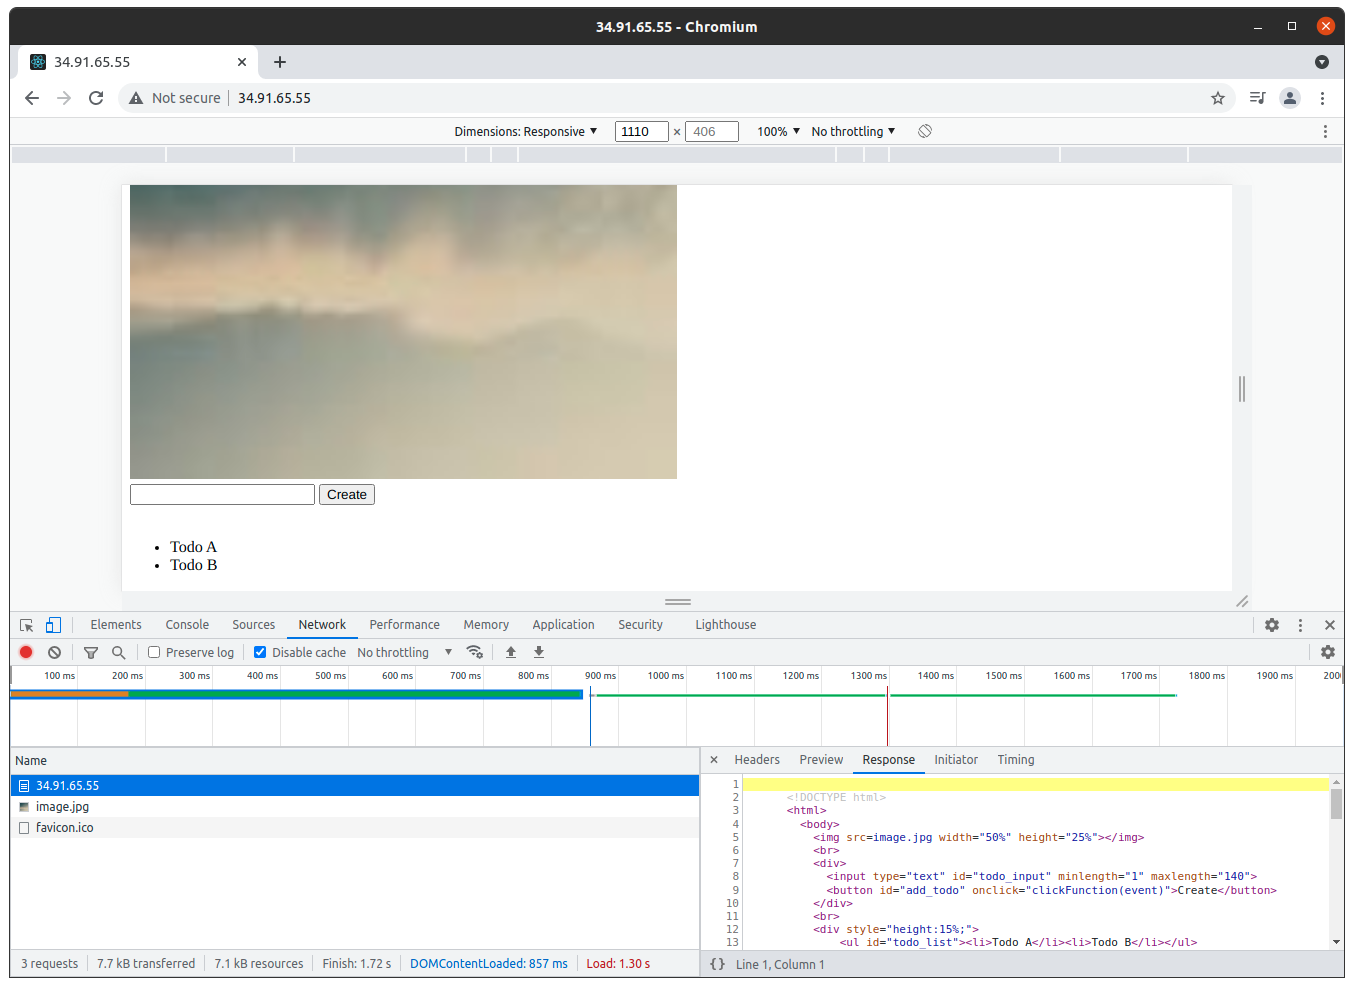 34.91.65.55 - Chromium
34.91.65.55
Not secure 34.91.65.55
Dimensions: Responsive 1110 × 406 100% No throttling
Create
Todo A
Todo B
Elements Console Sources Network Performance Memory Application Security Lighthouse
Preserve log Disable cache No throttling
100 ms 200 ms 300 ms 400 ms 500 ms 600 ms 700 ms 800 ms 900 ms 1000 ms 1100 ms 1200 ms 1300 ms 1400 ms 1500 ms 1600 ms 1700 ms 1800 ms 1900 ms 200
Name
34.91.65.55
image.jpg
favicon.ico
3 requests 7.7 kB transferred 7.1 kB resources Finish: 1.72 s DOMContentLoaded: 857 ms Load: 1.30 s
Headers Preview Response Initiator Timing
1
2 <!DOCTYPE html>
3 <html>
4 <body>
5 <img src=image.jpg width="50%" height="25%"></img>
6 <br>
7 <div>
8 <input type="text" id="todo_input" minlength="1" maxlength="140">
9 <button id="add_todo" onclick="clickFunction(event)">Create</button>
10 </div>
11 <br>
12 <div style="height:15%;">
13 <ul id="todo_list"><li>Todo A</li><li>Todo B</li></ul>
{} Line 1, Column 1